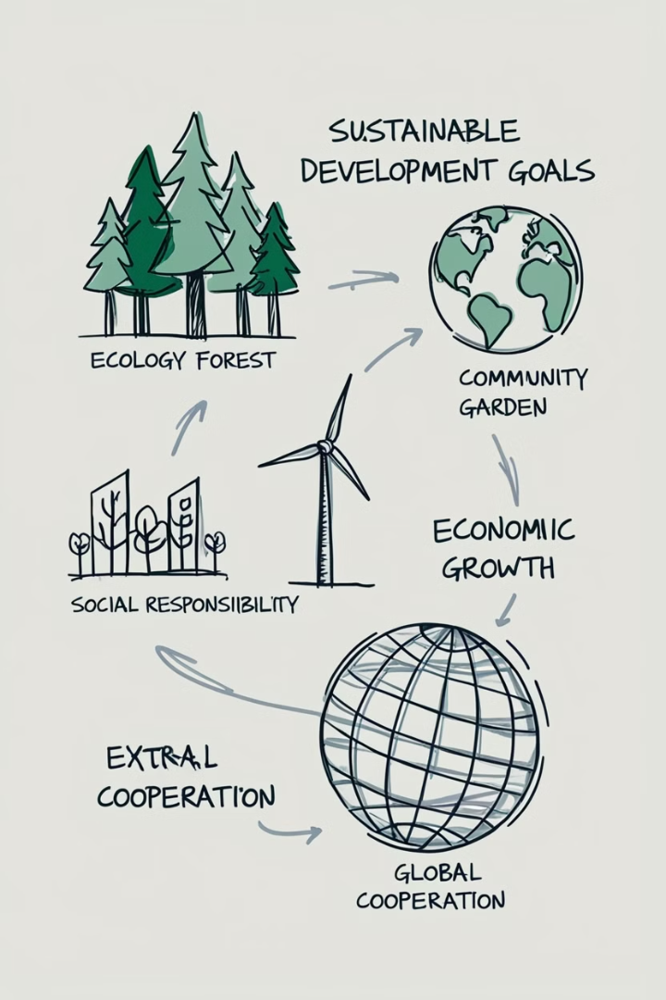 SUSTAINABLE
DEVELOPMENT GOALS
ECOLOGY FOREST
COMMUNITY
GARDEN
ECONOMIIC
GROWTH
SOCIAL RESPONSIIBILITY
EXTRAL
COOPERATION
GLOBAL
COOPERATION